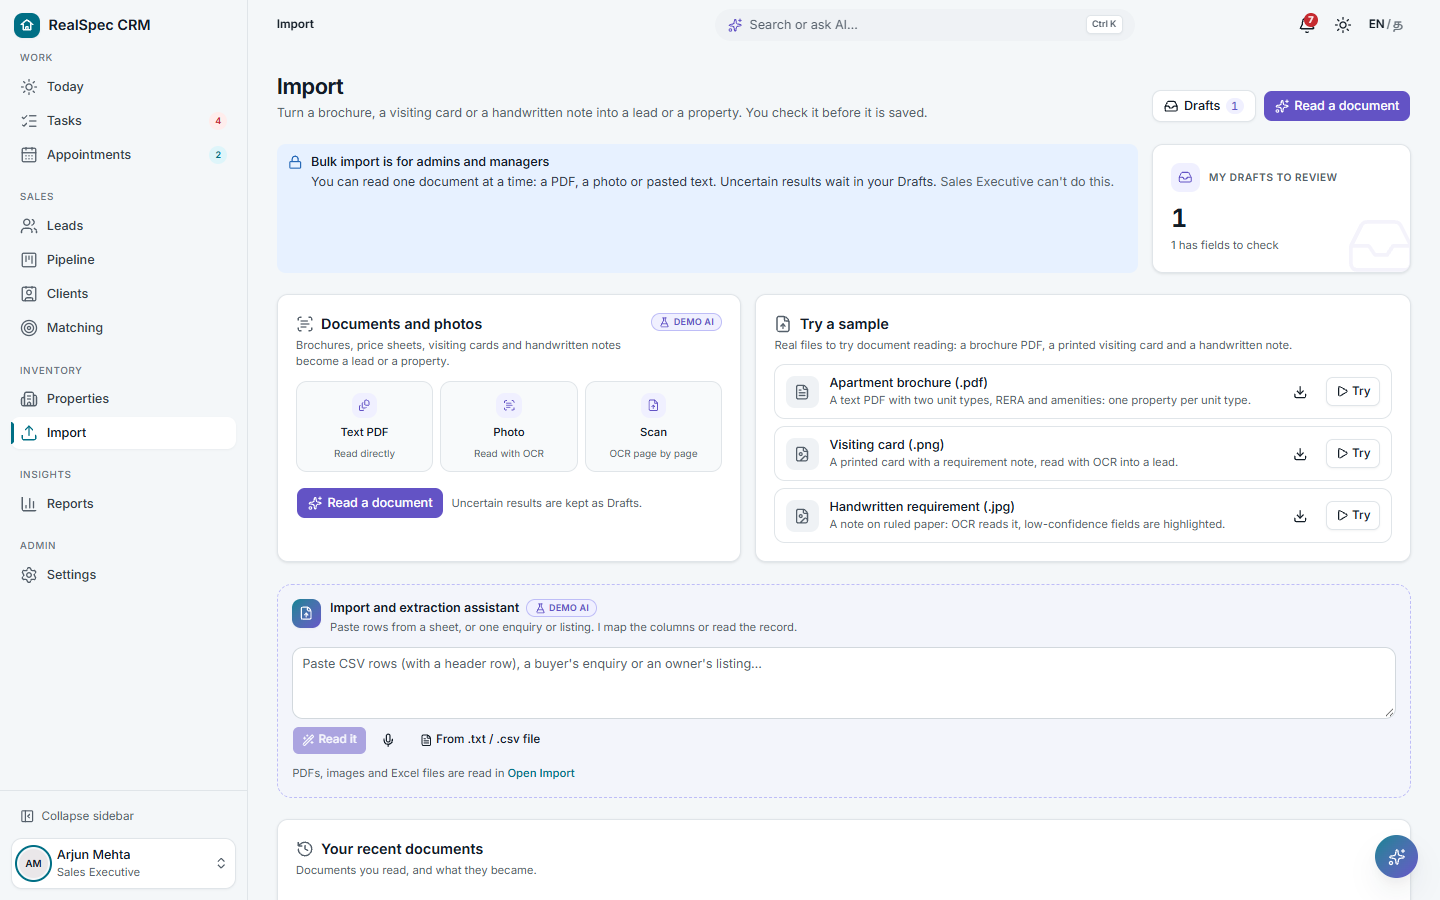 RealSpec CRM
WORK
Today
Tasks 4
Appointments 2
SALES
Leads
Pipeline
Clients
Matching
INVENTORY
Properties
Import
INSIGHTS
Reports
ADMIN
Settings
Collapse sidebar
AM
Arjun Mehta
Sales Executive
Import
Search or ask AI...
Ctrl K
7
EN / த
Import
Turn a brochure, a visiting card or a handwritten note into a lead or a property. You check it before it is saved.
Drafts 1
Read a document
Bulk import is for admins and managers
You can read one document at a time: a PDF, a photo or pasted text. Uncertain results wait in your Drafts. Sales Executive can't do this.
MY DRAFTS TO REVIEW
1
1 has fields to check
Documents and photos
DEMO AI
Brochures, price sheets, visiting cards and handwritten notes
become a lead or a property.
Text PDF
Read directly
Photo
Read with OCR
Scan
OCR page by page
Read a document
Uncertain results are kept as Drafts.
Try a sample
Real files to try document reading: a brochure PDF, a printed visiting card and a handwritten note.
Apartment brochure (.pdf)
A text PDF with two unit types, RERA and amenities: one property per unit type.
Try
Visiting card (.png)
A printed card with a requirement note, read with OCR into a lead.
Try
Handwritten requirement (.jpg)
A note on ruled paper: OCR reads it, low-confidence fields are highlighted.
Try
Import and extraction assistant
DEMO AI
Paste rows from a sheet, or one enquiry or listing. I map the columns or read the record.
Paste CSV rows (with a header row), a buyer's enquiry or an owner's listing...
Read it
From .txt / .csv file
PDFs, images and Excel files are read in Open Import
Your recent documents
Documents you read, and what they became.